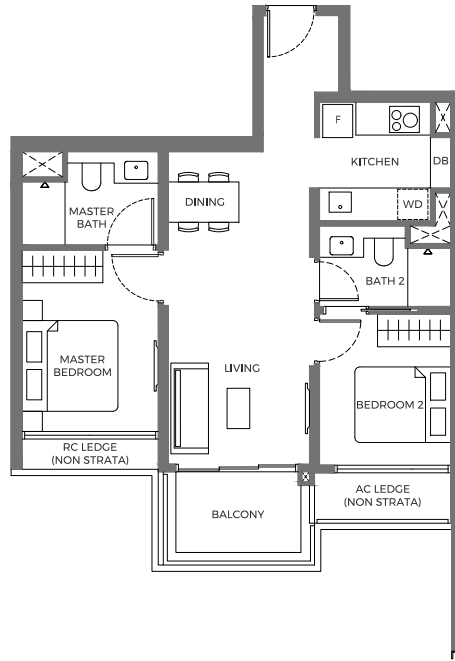 F
KITCHEN
DB
DINING
WD
MASTER
BATH
BATH 2
MASTER
BEDROOM
LIVING
BEDROOM 2
RC LEDGE
(NON STRATA)
AC LEDGE
(NON STRATA)
BALCONY